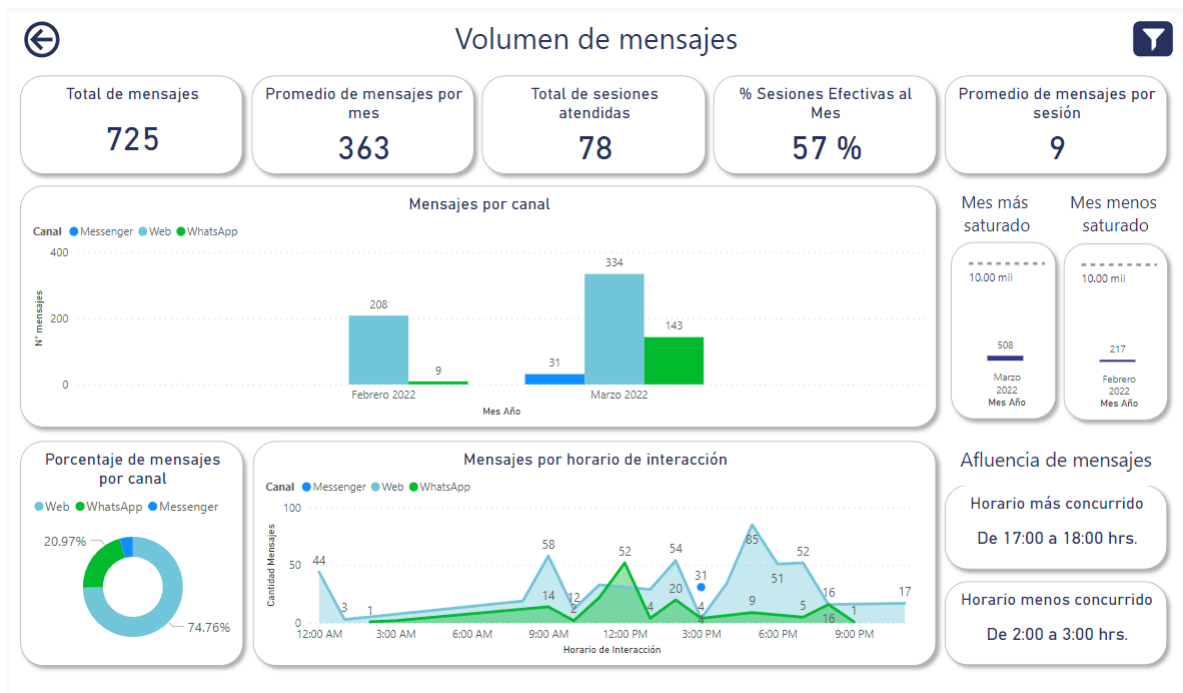 Volumen de mensajes
Total de mensajes
725
Promedio de mensajes por
mes
363
Total de sesiones
atendidas
78
% Sesiones Efectivas al
Mes
57 %
Promedio de mensajes por
sesión
9
Mensajes por canal
Canal Messenger Web WhatsApp
400
200
0
N° mensajes
208
9
31
334
143
Febrero 2022
Marzo 2022
Mes Año
Mes más
saturado
10.00 mil
508
Marzo
2022
Mes Año
Mes menos
saturado
10.00 mil
217
Febrero
2022
Mes Año
Porcentaje de mensajes
por canal
Web WhatsApp Messenger
20.97%
74.76%
Mensajes por horario de interacción
Canal Messenger Web WhatsApp
100
50
0
Cantidad Mensajes
44
3
1
58
14
12
2
52
4
54
20
31
4
4
85
9
51
52
5
16
16
1
17
12:00 AM
3:00 AM
6:00 AM
9:00 AM
12:00 PM
3:00 PM
6:00 PM
9:00 PM
Horario de Interacción
Afluencia de mensajes
Horario más concurrido
De 17:00 a 18:00 hrs.
Horario menos concurrido
De 2:00 a 3:00 hrs.